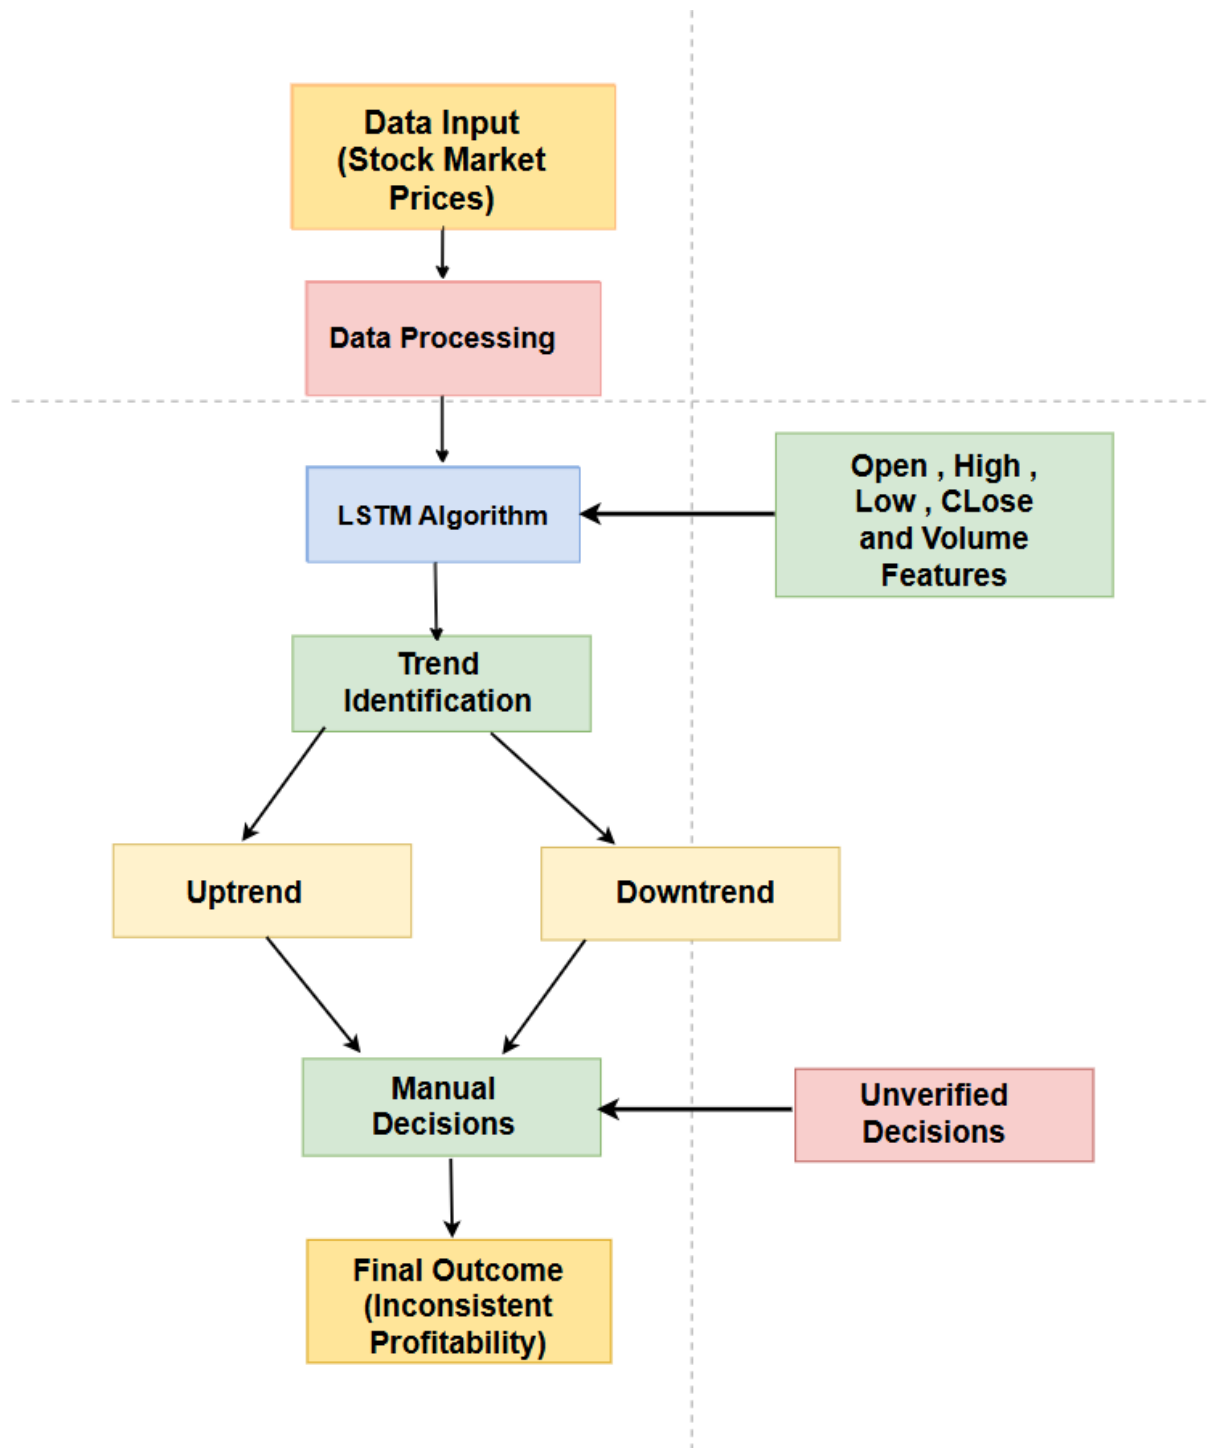 Data Input
(Stock Market
Prices)
Data Processing
LSTM Algorithm
Open , High ,
Low , CLose
and Volume
Features
Trend
Identification
Uptrend
Downtrend
Manual
Decisions
Unverified
Decisions
Final Outcome
(Inconsistent
Profitability)